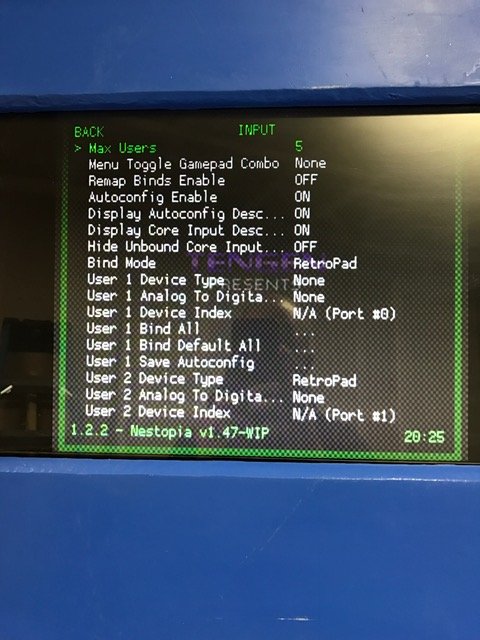 BACK INPUT
> Max Users 5
Menu Toggle Gamepad Combo None
Remap Binds Enable OFF
Autoconfig Enable ON
Display Autoconfig Desc... ON
Display Core Input Desc... ON
Hide Unbound Core Input... OFF
Bind Mode RetroPad
TENGEN
PRESENTS
User 1 Device Type None
User 1 Analog To Digita... None
User 1 Device Index N/A (Port #0)
User 1 Bind All ...
User 1 Bind Default All ...
User 1 Save Autoconfig ...
User 2 Device Type RetroPad
User 2 Analog To Digita... None
User 2 Device Index N/A (Port #1)
1.2.2 - Nestopia v1.47-WIP 20:25